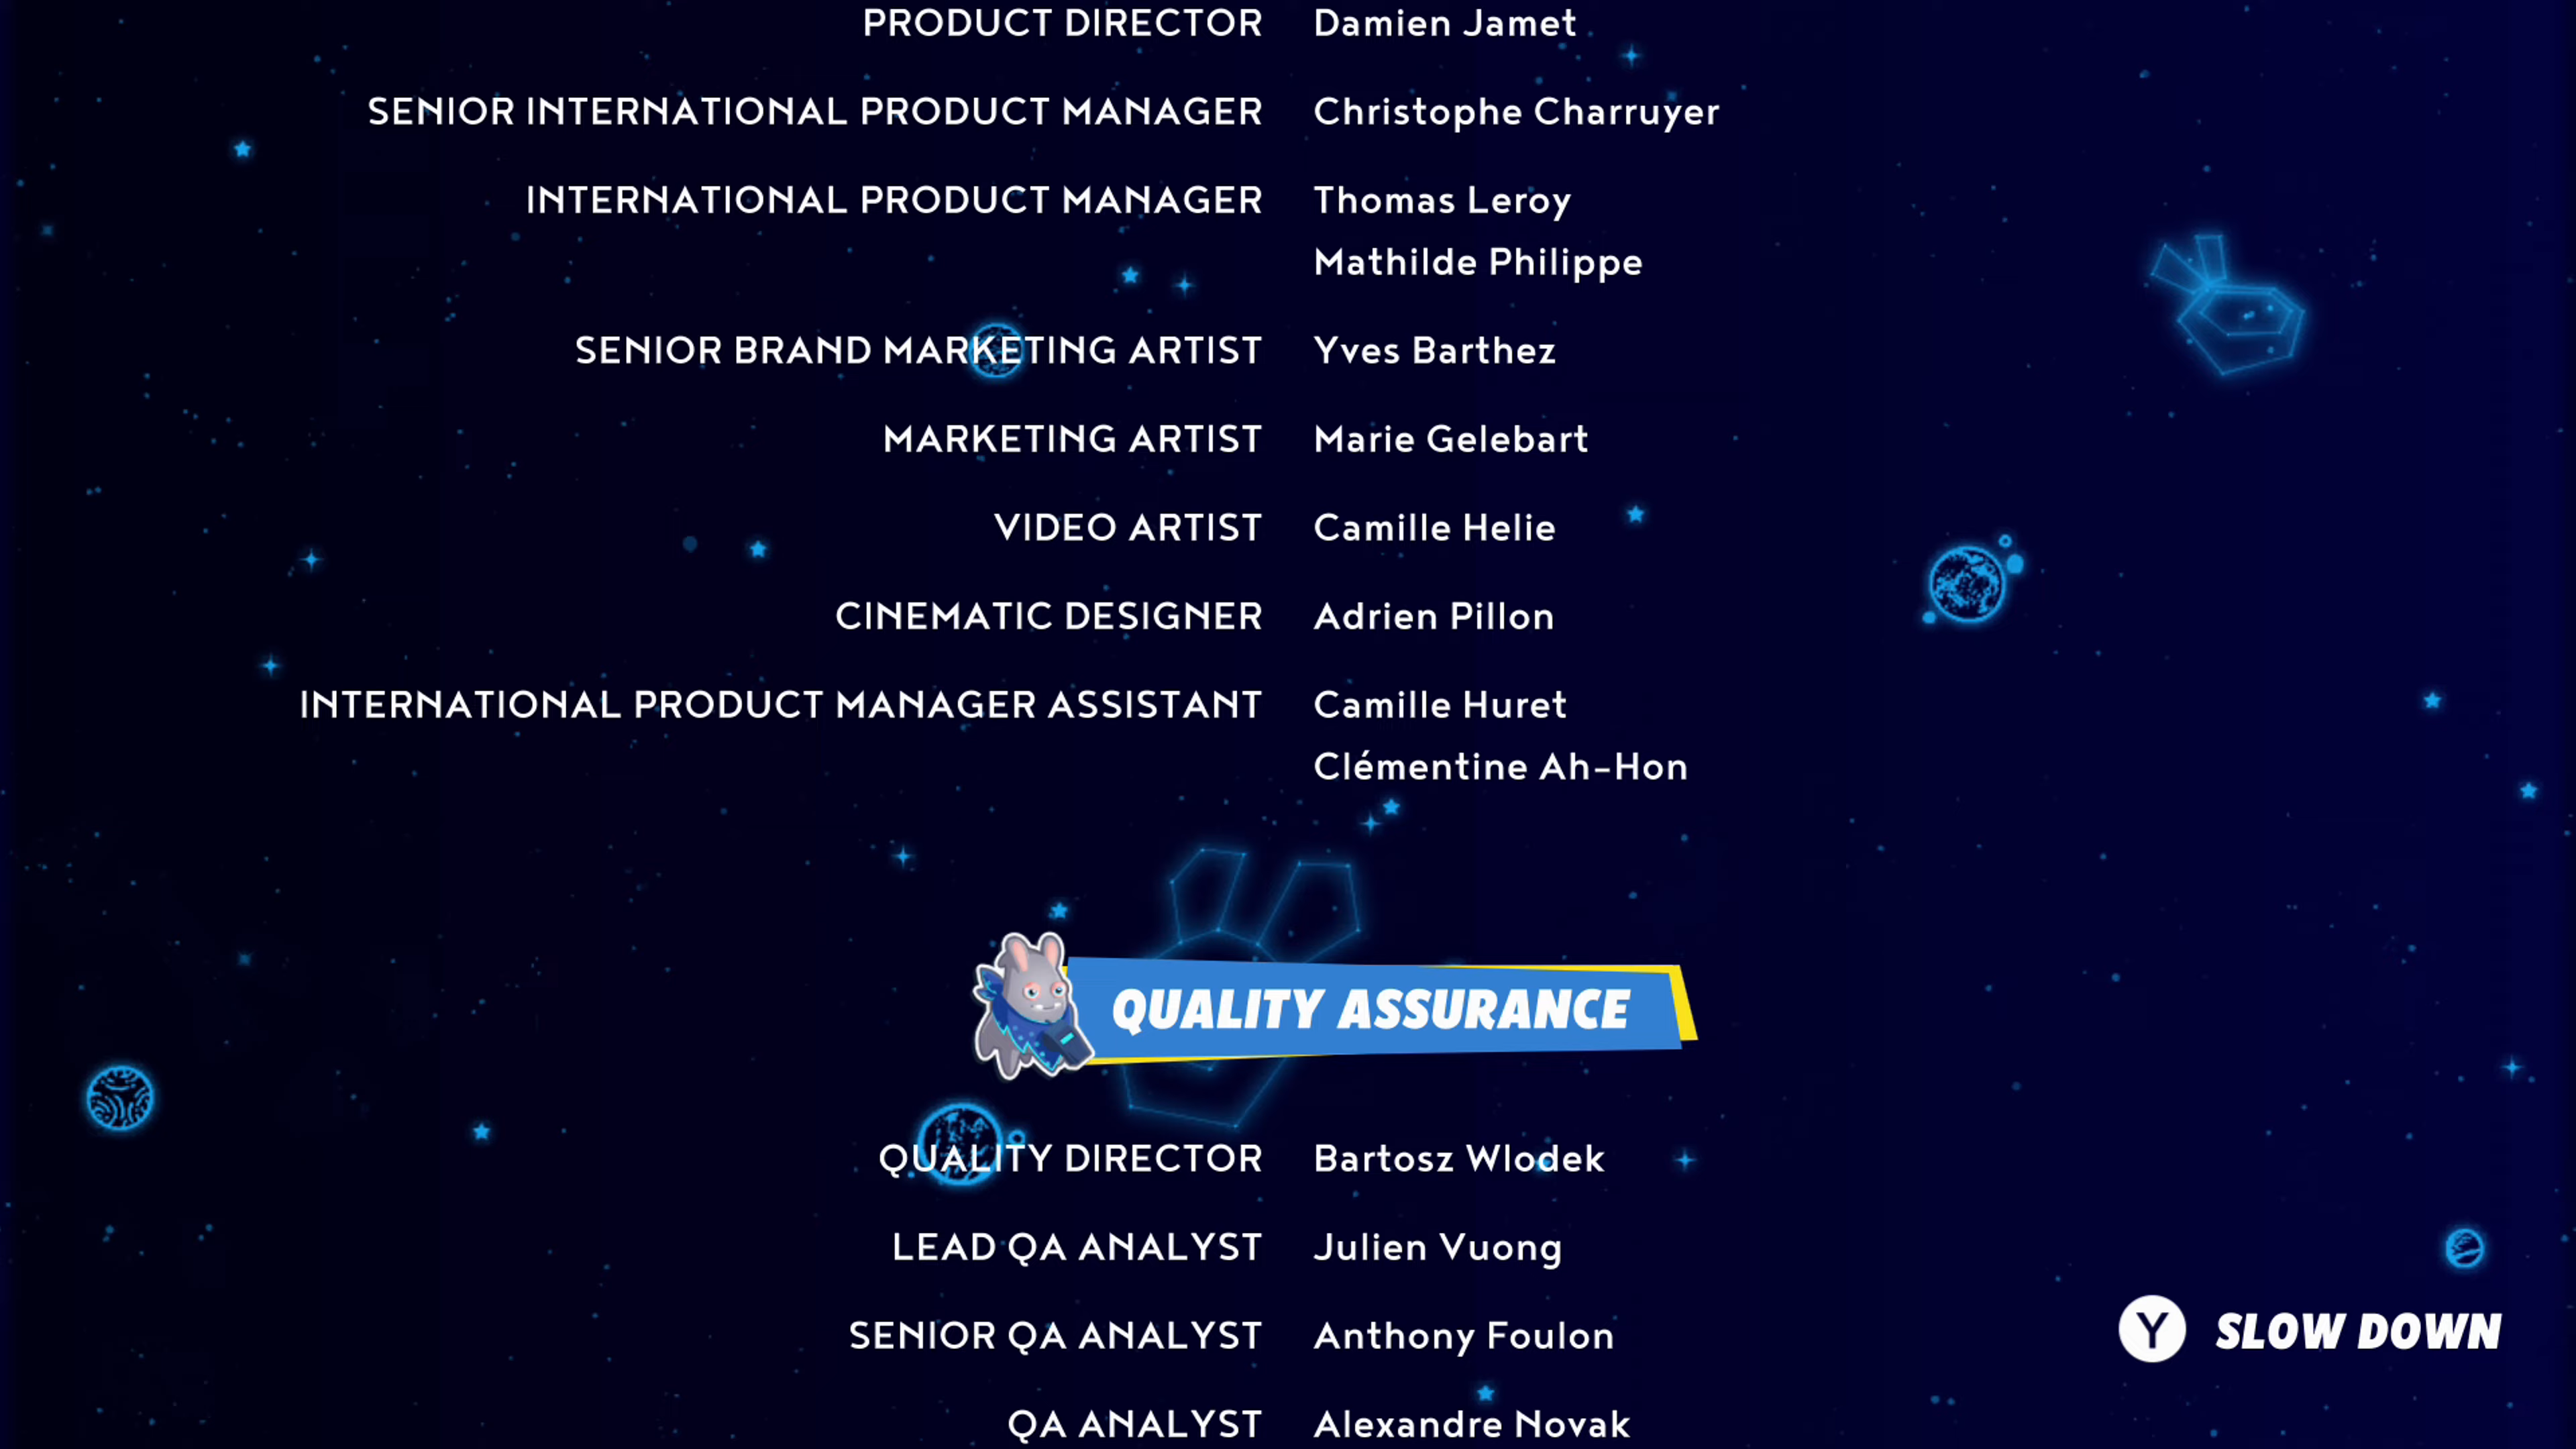 PRODUCT DIRECTOR Damien Jamet
SENIOR INTERNATIONAL PRODUCT MANAGER Christophe Charruyer
INTERNATIONAL PRODUCT MANAGER Thomas Leroy
Mathilde Philippe
SENIOR BRAND MARKETING ARTIST Yves Barthez
MARKETING ARTIST Marie Gelebart
VIDEO ARTIST Camille Helie
CINEMATIC DESIGNER Adrien Pillon
INTERNATIONAL PRODUCT MANAGER ASSISTANT Camille Huret
Clémentine Ah-Hon
QUALITY ASSURANCE
QUALITY DIRECTOR Bartosz Wlodek
LEAD QA ANALYST Julien Vuong
SENIOR QA ANALYST Anthony Foulon
Y SLOW DOWN
QA ANALYST Alexandre Novak